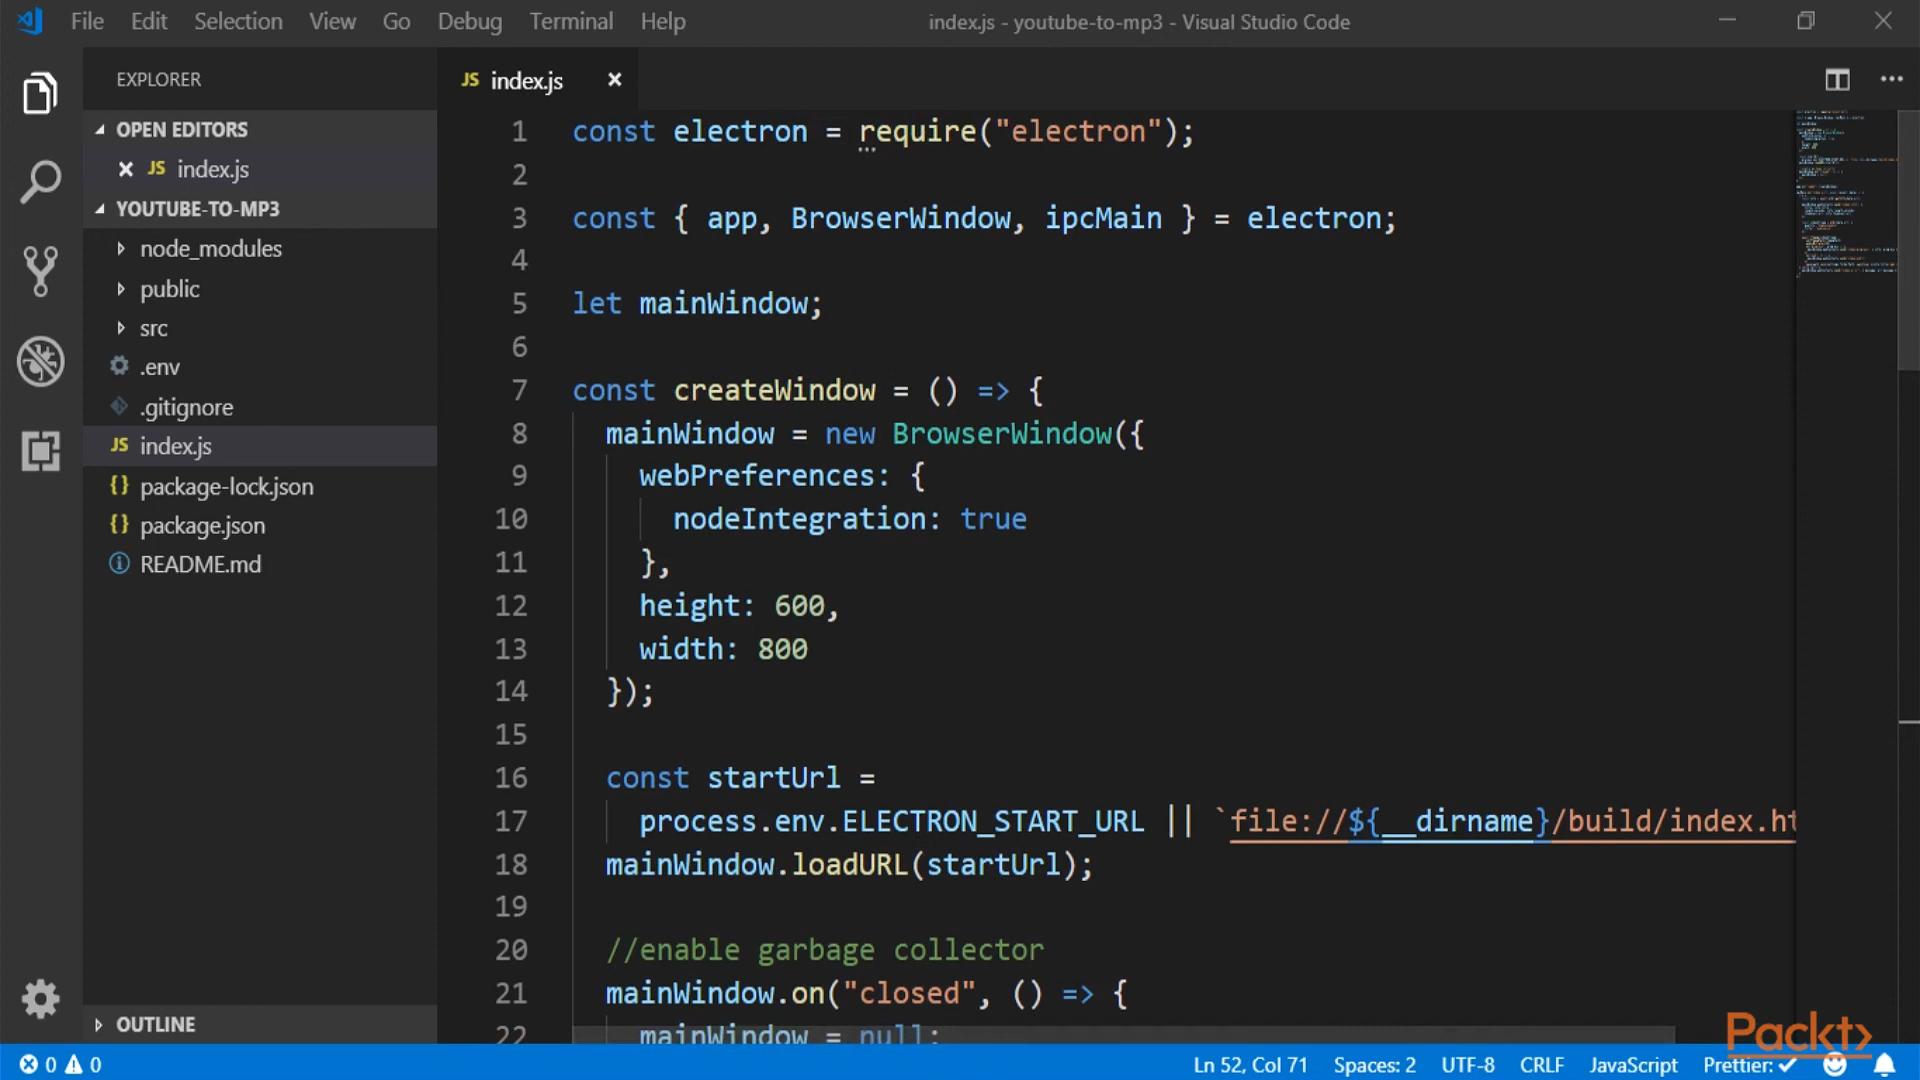 File Edit Selection View Go Debug Terminal Help
index.js - youtube-to-mp3 - Visual Studio Code
EXPLORER
OPEN EDITORS
JS index.js
YOUTUBE-TO-MP3
node_modules
public
src
.env
.gitignore
JS index.js
{} package-lock.json
{} package.json
README.md
OUTLINE
JS index.js
1 const electron = require("electron");
2
3 const { app, BrowserWindow, ipcMain } = electron;
4
5 let mainWindow;
6
7 const createWindow = () => {
8 mainWindow = new BrowserWindow({
9 webPreferences: {
10 nodeIntegration: true
11 },
12 height: 600,
13 width: 800
14 });
15
16 const startUrl =
17 process.env.ELECTRON_START_URL || `file://${__dirname}/build/index.ht
18 mainWindow.loadURL(startUrl);
19
20 //enable garbage collector
21 mainWindow.on("closed", () => {
22 mainWindow = null;
Packt>
0 0
Ln 52, Col 71 Spaces: 2 UTF-8 CRLF JavaScript Prettier: ✓